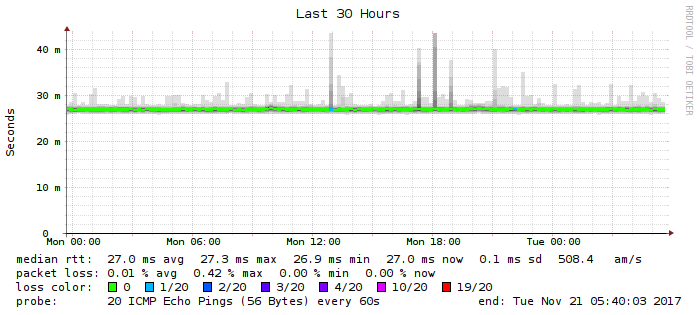 Last 30 Hours
RRDTOOL / TOBI OETIKER
Seconds
40 m
30 m
20 m
10 m
0
Mon 00:00 Mon 06:00 Mon 12:00 Mon 18:00 Tue 00:00
median rtt: 27.0 ms avg 27.3 ms max 26.9 ms min 27.0 ms now 0.1 ms sd 508.4 am/s
packet loss: 0.01 % avg 0.42 % max 0.00 % min 0.00 % now
loss color: 0 1/20 2/20 3/20 4/20 10/20 19/20
probe: 20 ICMP Echo Pings (56 Bytes) every 60s end: Tue Nov 21 05:40:03 2017